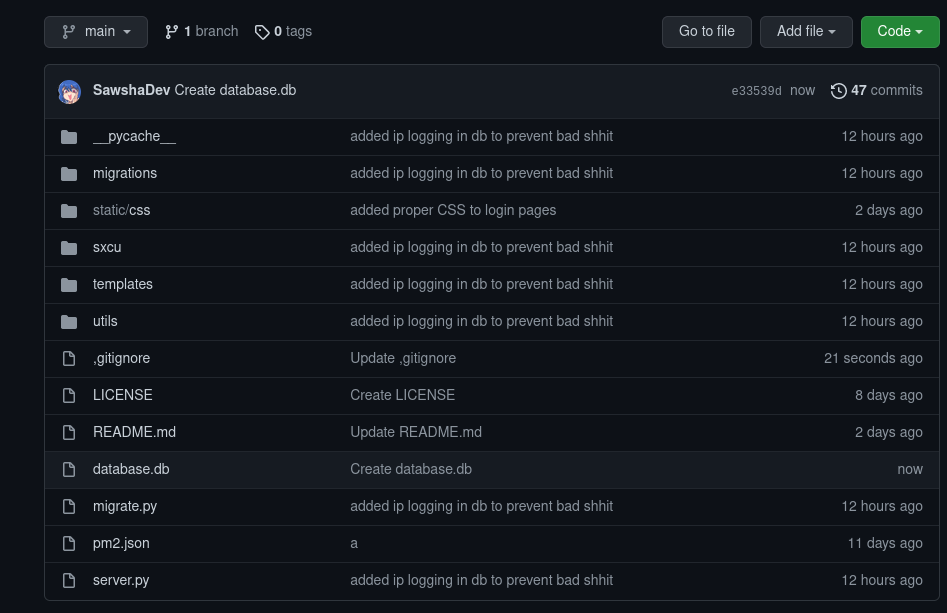 main 1 branch 0 tags Go to file Add file Code
SawshaDev Create database.db e33539d now 47 commits
__pycache__ added ip logging in db to prevent bad shhit 12 hours ago
migrations added ip logging in db to prevent bad shhit 12 hours ago
static/css added proper CSS to login pages 2 days ago
sxcu added ip logging in db to prevent bad shhit 12 hours ago
templates added ip logging in db to prevent bad shhit 12 hours ago
utils added ip logging in db to prevent bad shhit 12 hours ago
,gitignore Update ,gitignore 21 seconds ago
LICENSE Create LICENSE 8 days ago
README.md Update README.md 2 days ago
database.db Create database.db now
migrate.py added ip logging in db to prevent bad shhit 12 hours ago
pm2.json a 11 days ago
server.py added ip logging in db to prevent bad shhit 12 hours ago